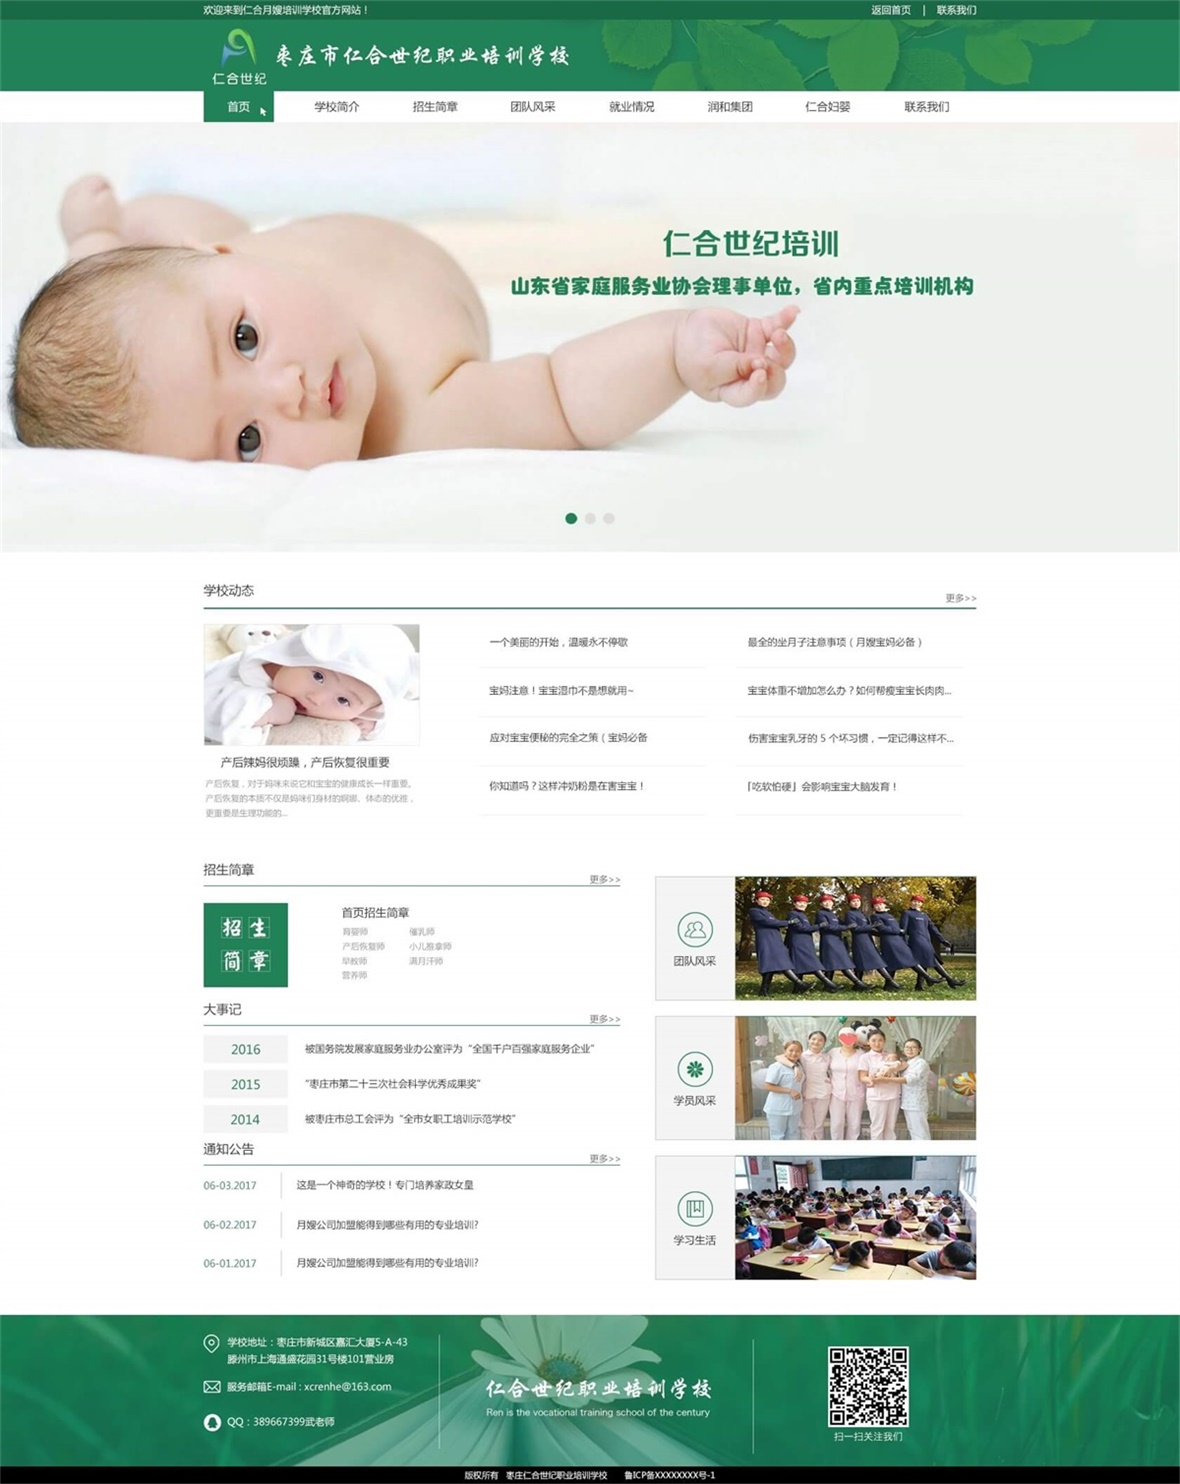 欢迎来到仁合月嫂培训学校官方网站！
返回首页 | 联系我们
仁合世纪
枣庄市仁合世纪职业培训学校
首页 学校简介 招生简章 团队风采 就业情况 润和集团 仁合妇婴 联系我们
仁合世纪培训
山东省家庭服务业协会理事单位，省内重点培训机构
学校动态
更多>>
一个美丽的开始，温暖永不停歇
最全的坐月子注意事项（月嫂宝妈必备）
宝妈注意！宝宝湿巾不是想就用~
宝宝体重不增加怎么办？如何帮瘦宝宝长肉肉...
应对宝宝便秘的完全之策（宝妈必备
伤害宝宝乳牙的 5 个坏习惯，一定记得这样不...
你知道吗？这样冲奶粉是在害宝宝！
「吃软怕硬」会影响宝宝大脑发育！
产后辣妈很烦躁，产后恢复很重要
产后恢复，对于妈咪来说它和宝宝的健康成长一样重要。
产后恢复的本质不仅是妈咪们身材的婀娜、体态的优雅，
更重要是生理功能的...
招生简章
更多>>
招生
简章
首页招生简章
育婴师 催乳师
产后恢复师 小儿推拿师
早教师 满月汗师
营养师
大事记
更多>>
2016 被国务院发展家庭服务业办公室评为“全国千户百强家庭服务企业”
2015 “枣庄市第二十三次社会科学优秀成果奖”
2014 被枣庄市总工会评为“全市女职工培训示范学校”
通知公告
更多>>
06-03.2017 这是一个神奇的学校！专门培养家政女皇
06-02.2017 月嫂公司加盟能得到哪些有用的专业培训?
06-01.2017 月嫂公司加盟能得到哪些有用的专业培训?
团队风采
学员风采
学习生活
学校地址：枣庄市新城区嘉汇大厦5-A-43
滕州市上海通盛花园31号楼101营业房
服务邮箱E-mail : xcrenhe@163.com
QQ：389667399武老师
仁合世纪职业培训学校
Ren is the vocational training school of the century
扫一扫关注我们
版权所有 枣庄仁合世纪职业培训学校 鲁ICP备XXXXXXXX号-1